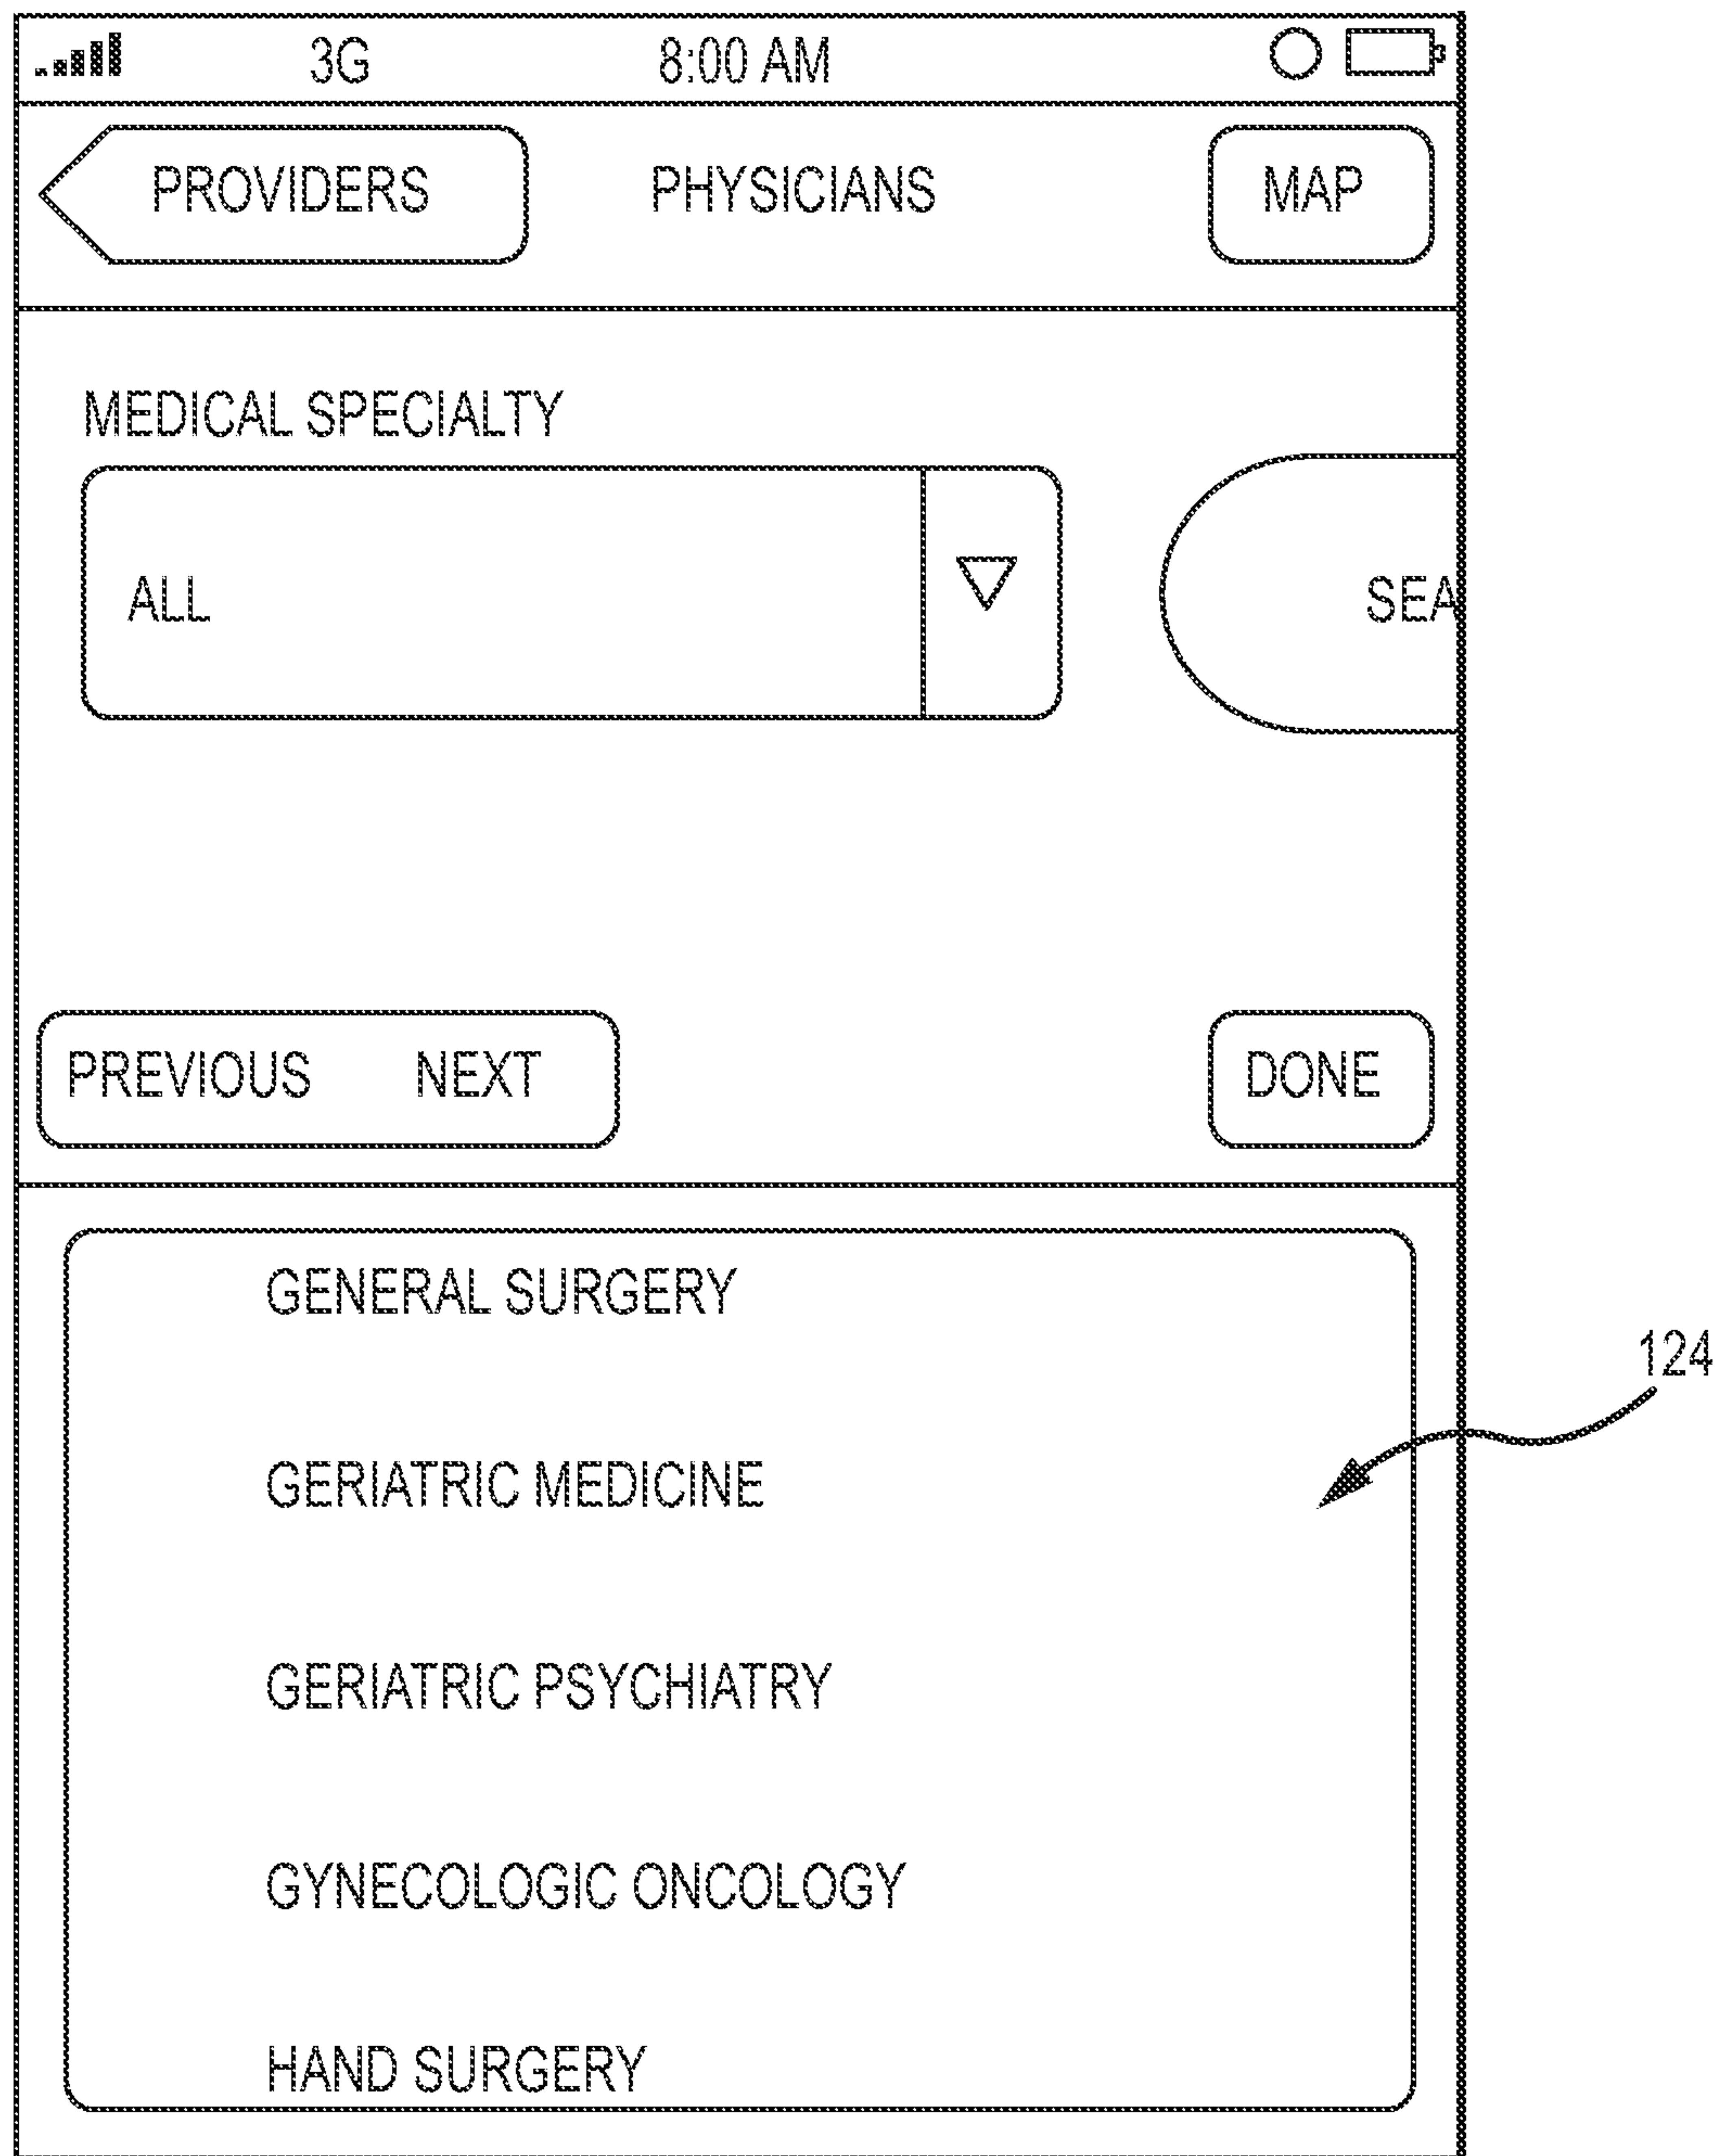 3G 8:00 AM
PROVIDERS PHYSICIANS MAP
MEDICAL SPECIALTY
ALL SEA
PREVIOUS NEXT DONE
GENERAL SURGERY
124
GERIATRIC MEDICINE
GERIATRIC PSYCHIATRY
GYNECOLOGIC ONCOLOGY
HAND SURGERY